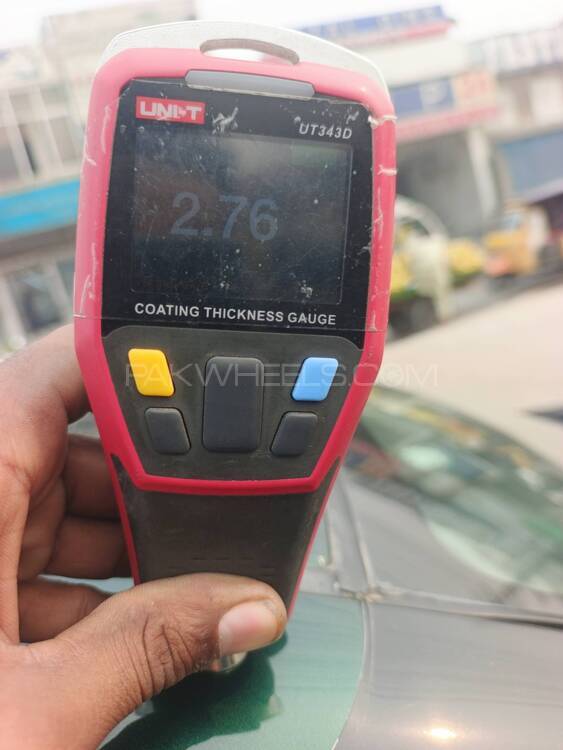 UNI-T
UT343D
2.76
COATING THICKNESS GAUGE
PAKWHEELS.COM